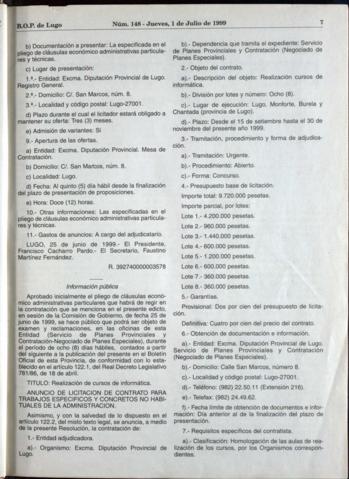 B.O.P. de Lugo
Núm. 148 - Jueves, 1 de Julio de 1999
7
b) Documentación a presentar: La especificada en el
pliego de cláusulas económico administrativas particula-
res y técnicas.
c) Lugar de presentación:
1.ª.- Entidad: Excma. Diputación Provincial de Lugo.
Registro General.
2.ª.- Domicilio: C/. San Marcos, núm. 8.
3.ª.- Localidad y código postal: Lugo-27001.
d) Plazo durante el cual el licitador estará obligado a
mantener su oferta: Tres (3) meses.
e) Admisión de variantes: Sí
9.- Apertura de las ofertas.
a) Entidad: Excma. Diputación Provincial. Mesa de
Contratación.
b) Domicilio: C/. San Marcos, núm. 8.
c) Localidad: Lugo.
d) Fecha: Al quinto (5) día hábil desde la finalización
del plazo de presentación de proposiciones.
e) Hora: Doce (12) horas.
10.- Otras informaciones: Las especificadas en el
pliego de cláusulas económico administrativas particula-
res y técnicas.
11.- Gastos de anuncios: A cargo del adjudicatario.
LUGO, 25 de junio de 1999.- El Presidente,
Francisco Cacharro Pardo.- El Secretario, Faustino
Martínez Fernández.
R. 392740000003578
Información pública
Aprobado inicialmente el pliego de cláusulas econó-
mico administrativas particulares que habrá de regir en
la contratación que se menciona en el presente edicto,
en sesión de la Comisión de Gobierno, de fecha 25 de
junio de 1999, se hace público que podrá ser objeto de
examen y reclamaciones, en las oficinas de esta
Entidad (Servicio de Planes Provinciales y
Contratación-Negociado de Planes Especiales), durante
el período de ocho (8) días hábiles, contados a partir
del siguiente a la publicación del presente en el Boletín
Oficial de esta Provincia, de conformidad con lo esta-
blecido en el artículo 122.1, del Real Decreto Legislativo
781/86, de 18 de abril.
TITULO: Realización de cursos de informática.
ANUNCIO DE LICITACION DE CONTRATO PARA
TRABAJOS ESPECIFICOS Y CONCRETOS NO HABI-
TUALES DE LA ADMINISTRACION.
Asimismo, y con la salvedad de lo dispuesto en el
artículo 122.2, del mismo texto legal, se anuncia, a medio
de la presente Resolución, la contratación de:
1.- Entidad adjudicadora.
a).- Organismo: Excma. Diputación Provincial de
Lugo.
b).- Dependencia que tramita el expediente: Servicio
de Planes Provinciales y Contratación (Negociado de
Planes Especiales).
2.- Objeto del contrato.
a).- Descripción del objeto: Realización cursos de
informática.
b).- División por lotes y número: Ocho (8).
c).- Lugar de ejecución: Lugo, Monforte, Burela y
Chantada (provincia de Lugo).
d).- Plazo: Desde el 15 de setiembre hasta el 30 de
noviembre del presente año 1999.
3.- Tramitación, procedimiento y forma de adjudica-
ción.
a).- Tramitación: Urgente.
b).- Procedimiento: Abierto.
c).- Forma: Concurso.
4.- Presupuesto base de licitación.
Importe total: 9.720.000 pesetas.
Importe parcial, por lotes:
Lote 1.- 4.200.000 pesetas.
Lote 2.- 960.000 pesetas.
Lote 3.- 1.440.000 pesetas.
Lote 4.- 600.000 pesetas.
Lote 5.- 1.200.000 pesetas.
Lote 6.- 600.000 pesetas.
Lote 7.- 360.000 pesetas.
Lote 8.- 360.000 pesetas.
5.- Garantías.
Provisional: Dos por cien del presupuesto de licita-
ción.
Definitiva: Cuatro por cien del precio del contrato.
6.- Obtención de documentación e información.
a).- Entidad: Excma. Diputación Provincial de Lugo.
Servicio de Planes Provinciales y Contratación
(Negociado de Planes Especiales).
b).- Domicilio: Calle San Marcos, número 8.
c).- Localidad y código postal: Lugo-27001.
d).- Teléfono: (982) 22.50.11 (Extensión 216).
e).- Telefax: (982) 24.49.62.
f).- Fecha límite de obtención de documentos e infor-
mación: Día anterior al de la finalización del plazo de
presentación.
7.- Requisitos específicos del contratista.
a).- Clasificación: Homologación de las aulas de rea-
lización de los cursos, por los Organismos correspon-
dientes.